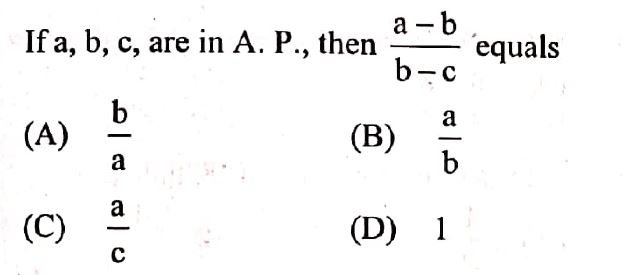 If a, b, c, are in A. P., then \frac{a-b}{b-c} equals
(A) \frac{b}{a} (B) \frac{a}{b}
(C) \frac{a}{c} (D) 1